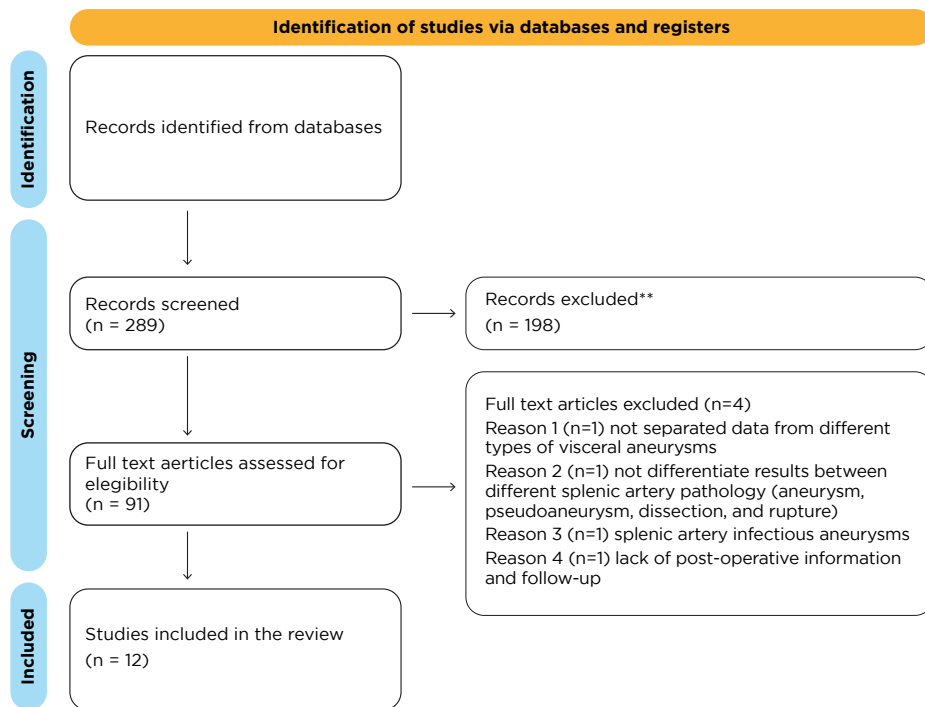 Identification of studies via databases and registers
Identification
Records identified from databases
Screening
Records screened
(n = 289)
Records excluded**
(n = 198)
Full text aerticles assessed for
elegibility
(n = 91)
Full text articles excluded (n=4)
Reason 1 (n=1) not separated data from different
types of visceral aneurysms
Reason 2 (n=1) not differentiate results between
different splenic artery pathology (aneurysm,
pseudoaneurysm, dissection, and rupture)
Reason 3 (n=1) splenic artery infectious aneurysms
Reason 4 (n=1) lack of post-operative information
and follow-up
Included
Studies included in the review
(n = 12)